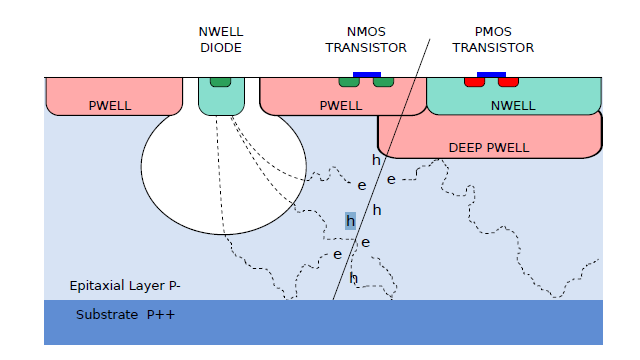 NWELL
DIODE
NMOS
TRANSISTOR
PMOS
TRANSISTOR
PWELL
PWELL
NWELL
DEEP PWELL
h
e
e
h
h
e
e
h
Epitaxial Layer P-
Substrate P++